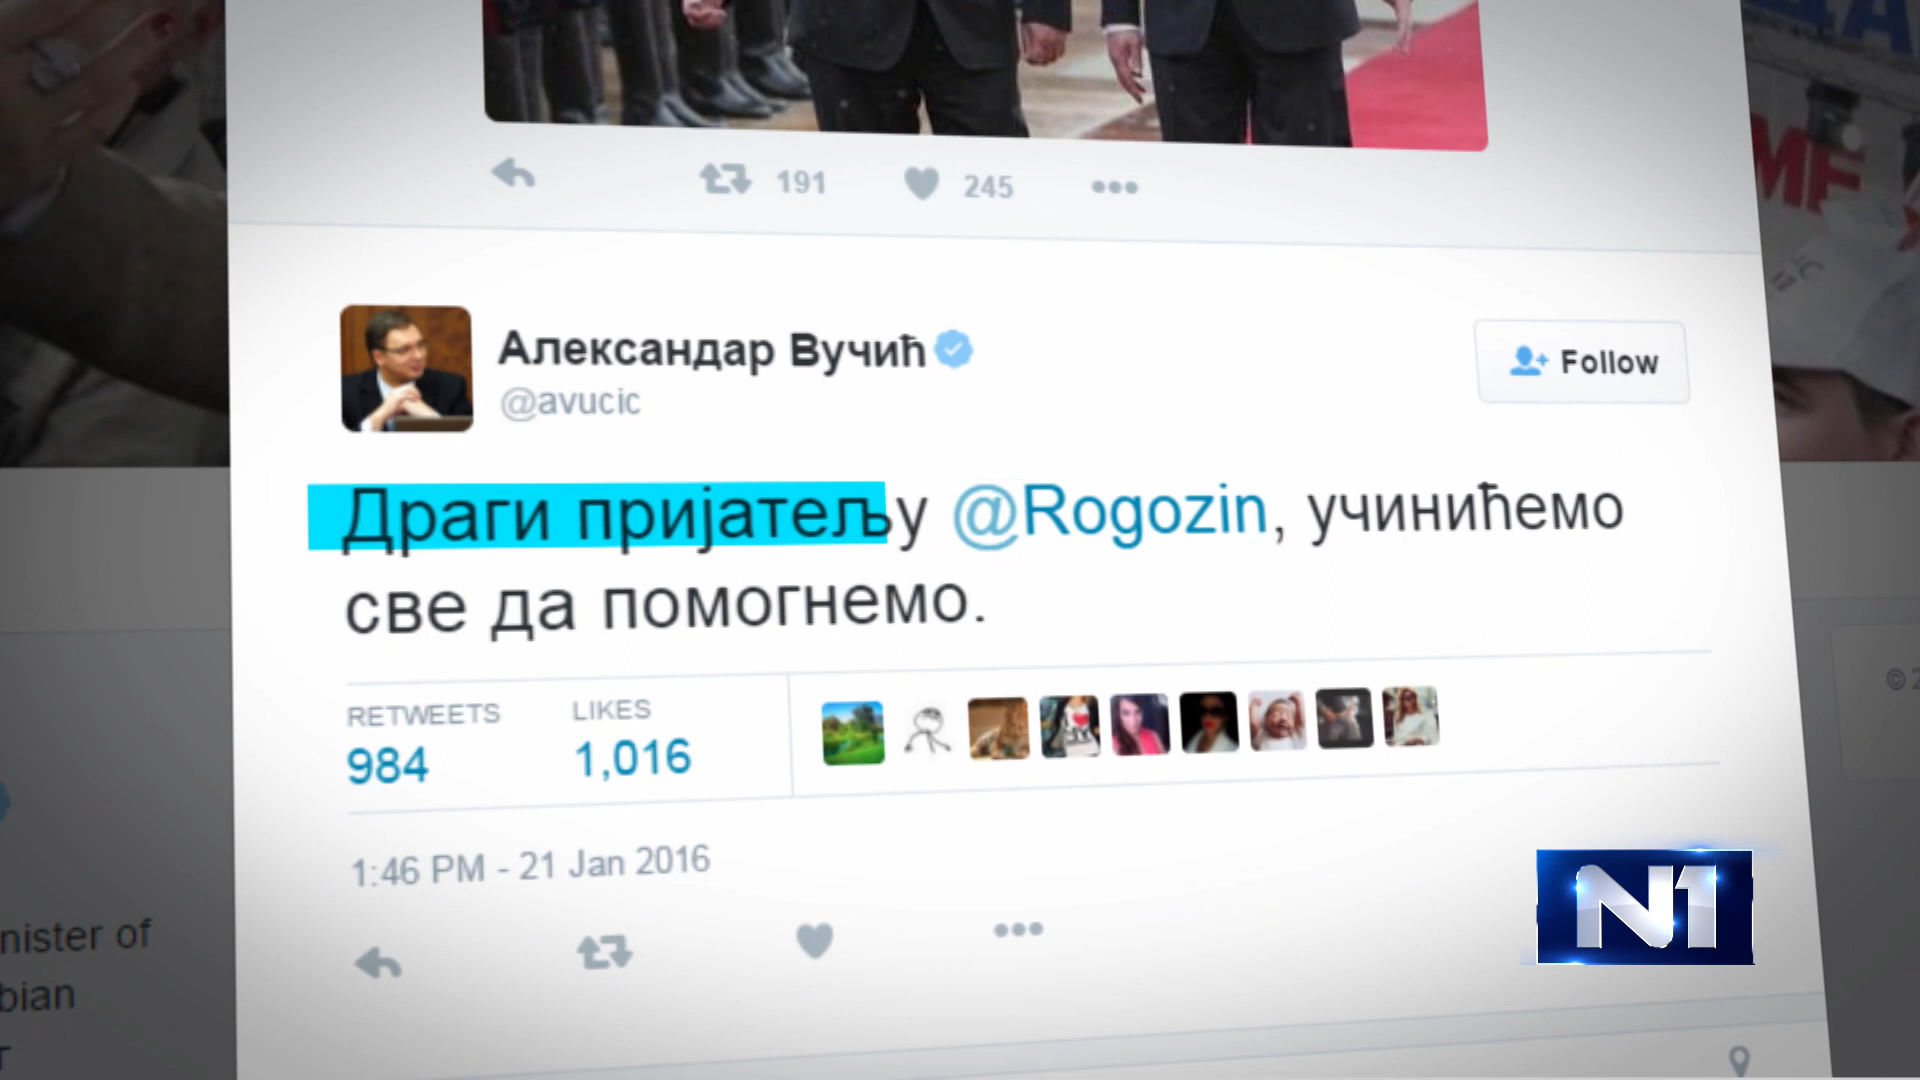 191 245
Александар Вучић
@avucic
Follow
Драги пријатељу @Rogozin, учинићемо
све да помогнемо.
RETWEETS LIKES
984 1,016
1:46 PM - 21 Jan 2016
N1
nister of
bian